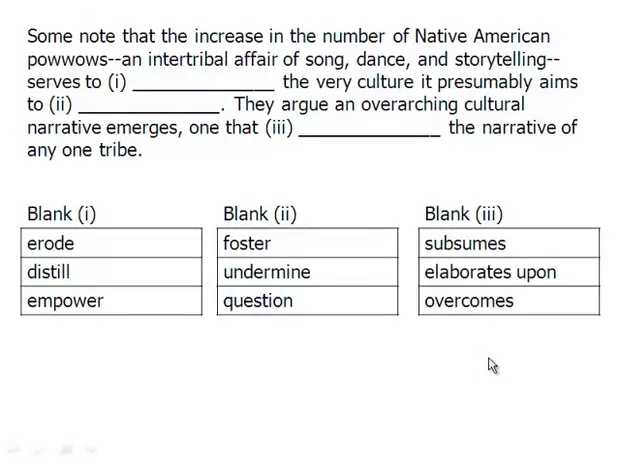 Some note that the increase in the number of Native American
powwows--an intertribal affair of song, dance, and storytelling--
serves to (i) _______________ the very culture it presumably aims
to (ii) _______________. They argue an overarching cultural
narrative emerges, one that (iii) _______________ the narrative of
any one tribe.
Blank (i) Blank (ii) Blank (iii)
erode foster subsumes
distill undermine elaborates upon
empower question overcomes